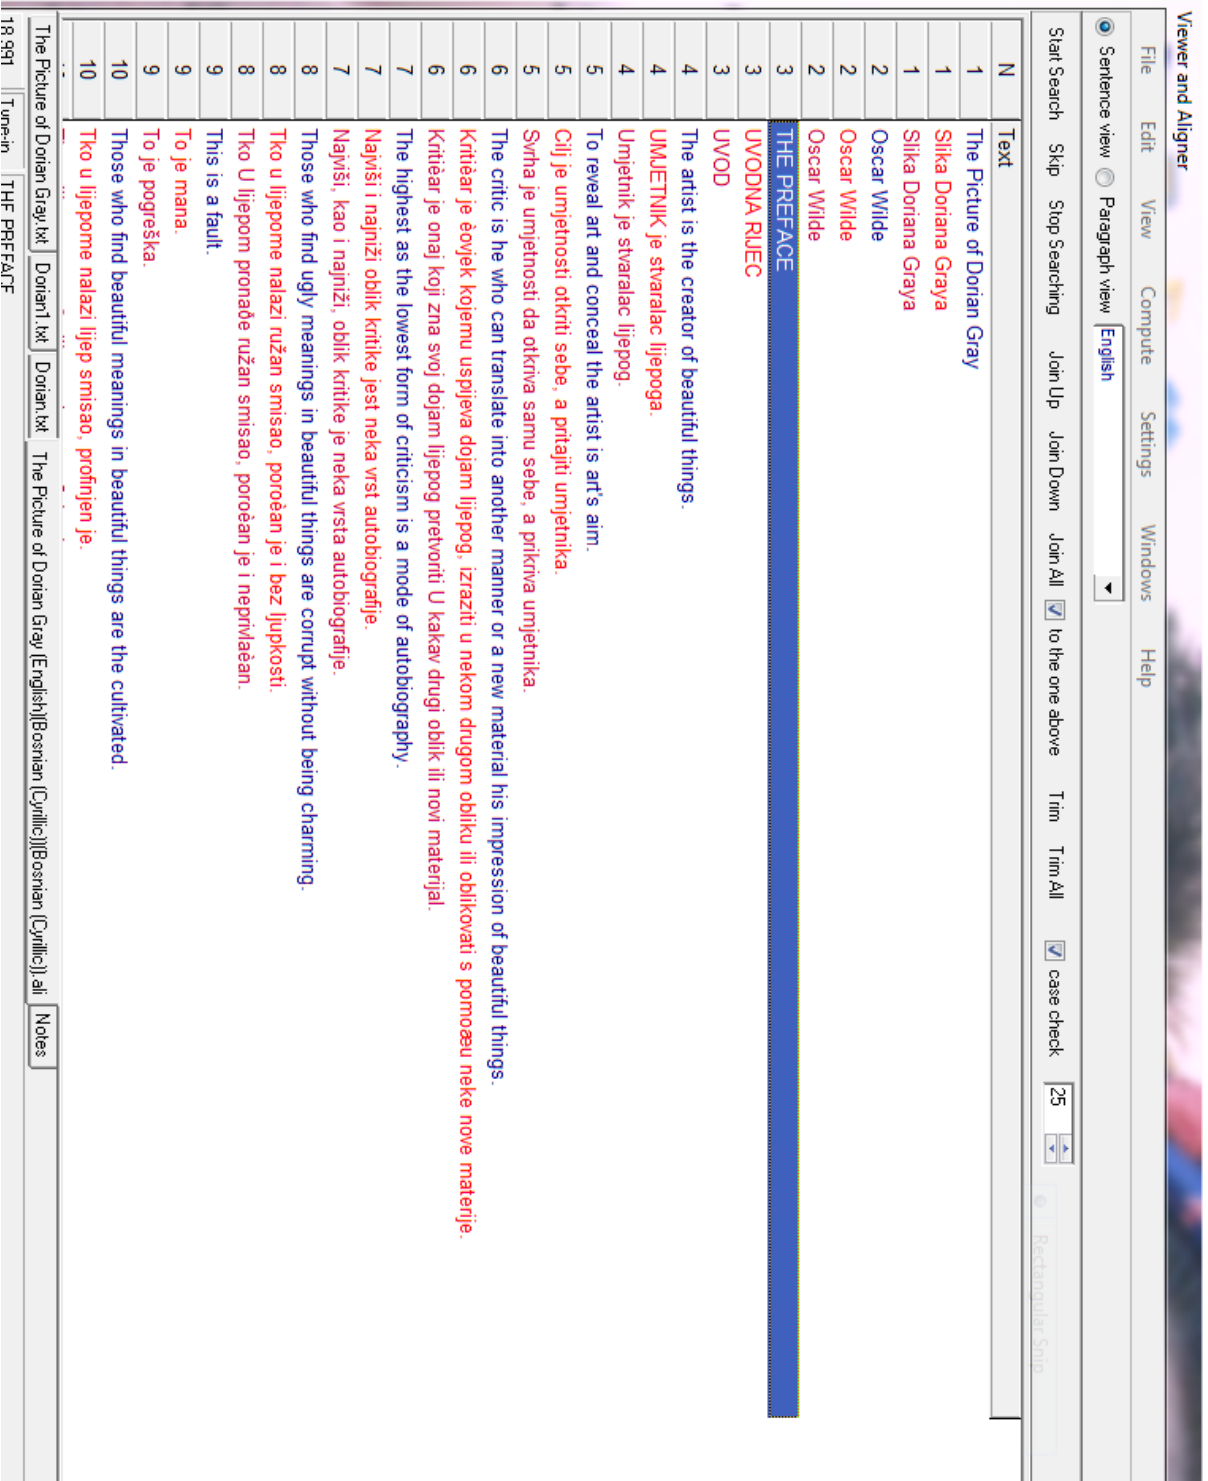 Viewer and Aligner
File Edit View Compute Settings Windows Help
Sentence view Paragraph view English
Start Search Skip Stop Searching Join Up Join Down Join All to the one above Trim Trim All case check 25
Rectangular Snip
N Text
1 The Picture of Dorian Gray
1 Slika Doriana Graya
1 Slika Doriana Graya
2 Oscar Wilde
2 Oscar Wilde
2 Oscar Wilde
3 THE PREFACE
3 UVODNA RIJEC
3 UVOD
4 The artist is the creator of beautiful things.
4 UMJETNIK je stvaralac lijepoga.
4 Umjetnik je stvaralac lijepog.
5 To reveal art and conceal the artist is art's aim.
5 Cilj je umjetnosti otkriti sebe, a pritajiti umjetnika.
5 Svrha je umjetnosti da otkriva samu sebe, a prikriva umjetnika.
6 The critic is he who can translate into another manner or a new material his impression of beautiful things.
6 Kritièar je èovjek kojemu uspijeva dojam lijepog, izraziti u nekom drugom obliku ili oblikovati s pomoæu neke nove materije.
6 Kritièar je onaj koji zna svoj dojam lijepog pretvoriti U kakav drugi oblik ili novi materijal.
7 The highest as the lowest form of criticism is a mode of autobiography.
7 Najviši i najniži oblik kritike jest neka vrst autobiografije.
7 Najviši, kao i najniži, oblik kritike je neka vrsta autobiografije.
8 Those who find ugly meanings in beautiful things are corrupt without being charming.
8 Tko u lijepome nalazi ružan smisao, poroèan je i bez ljupkosti.
8 Tko U lijepom pronađe ružan smisao, poroèan je i neprivlaèan.
9 This is a fault.
9 To je mana.
9 To je pogreška.
10 Those who find beautiful meanings in beautiful things are the cultivated.
10 Tko u lijepome nalazi lijep smisao, profinjen je.
The Picture of Dorian Gray.txt Dorian1.txt Dorian.txt The Picture of Dorian Gray (English)(Bosnian (Cyrillic))(Bosnian (Cyrillic)).ali Notes
18.991 Tune-in THE PREFACE